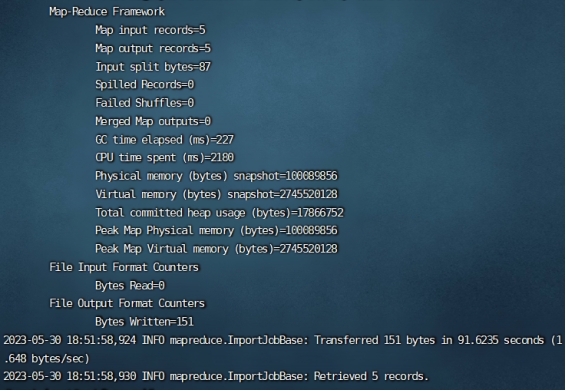 Map-Reduce Framework
Map input records=5
Map output records=5
Input split bytes=87
Spilled Records=0
Failed Shuffles=0
Merged Map outputs=0
GC time elapsed (ms)=227
CPU time spent (ms)=2180
Physical memory (bytes) snapshot=100089856
Virtual memory (bytes) snapshot=2745520128
Total committed heap usage (bytes)=17866752
Peak Map Physical memory (bytes)=100089856
Peak Map Virtual memory (bytes)=2745520128
File Input Format Counters
Bytes Read=0
File Output Format Counters
Bytes Written=151
2023-05-30 18:51:58,924 INFO mapreduce.ImportJobBase: Transferred 151 bytes in 91.6235 seconds (1
.648 bytes/sec)
2023-05-30 18:51:58,930 INFO mapreduce.ImportJobBase: Retrieved 5 records.